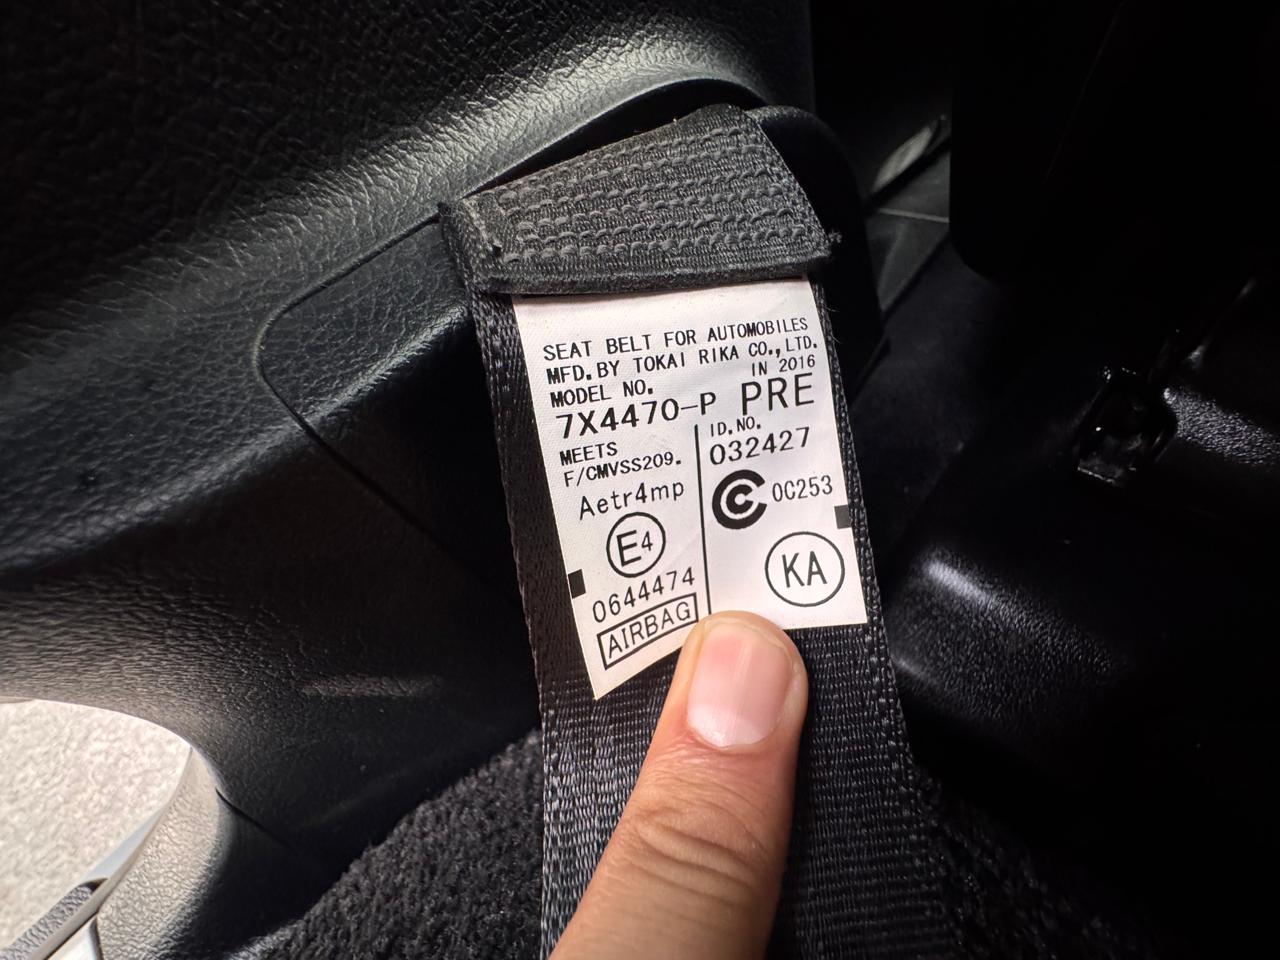 SEAT BELT FOR AUTOMOBILES
MFD. BY TOKAI RIKA CO., LTD.
IN 2016
MODEL NO.
7X4470-P PRE
MEETS
F/CMVSS209.
Aetr4mp
E4
0644474
AIRBAG
ID. NO.
032427
CC 0C253
KA